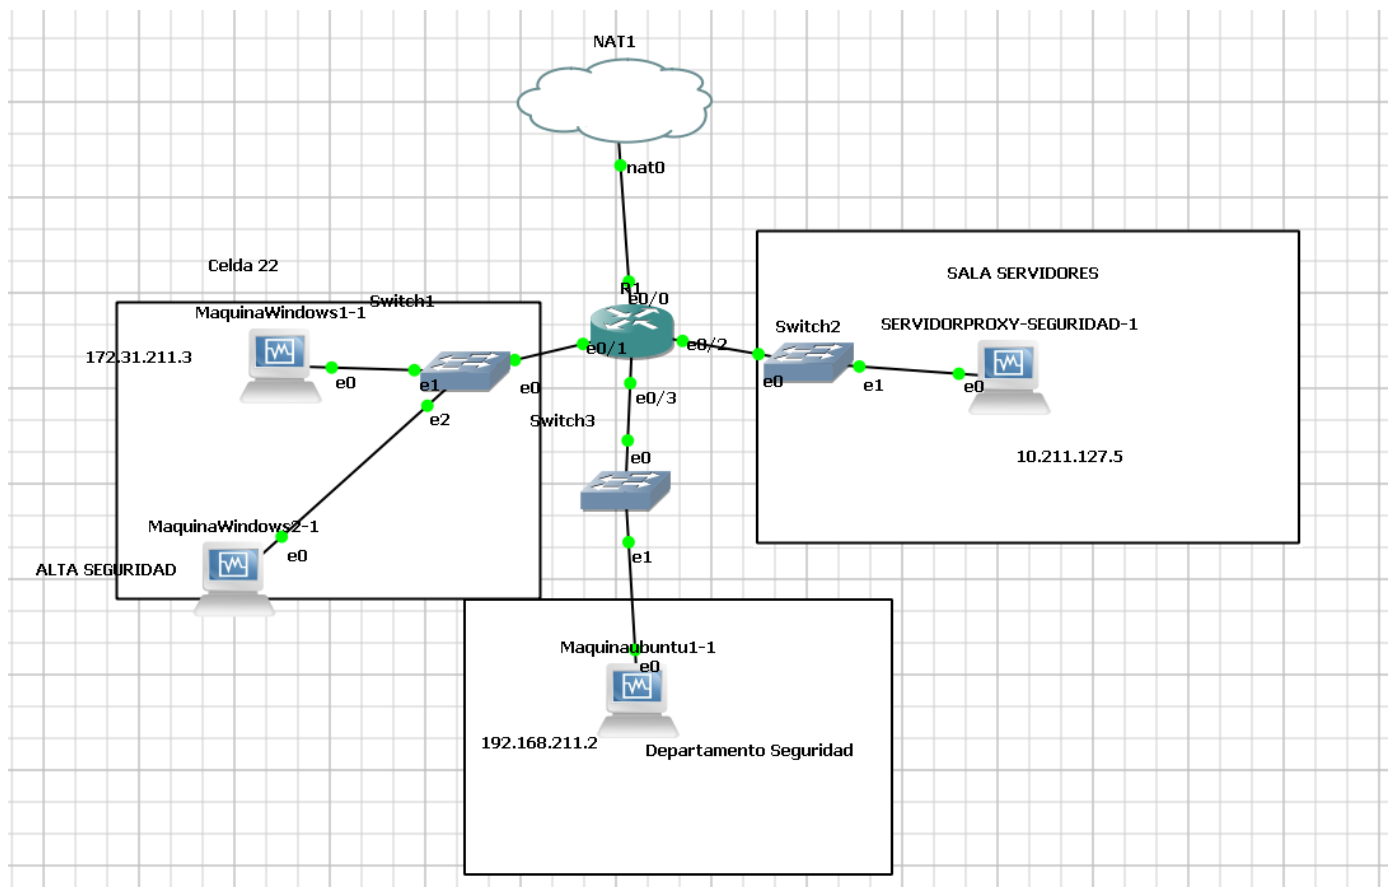 NAT1
nat0
Celda 22
SALA SERVIDORES
R1
e0/0
Switch1
MaquinaWindows1-1
Switch2
SERVIDORPROXY-SEGURIDAD-1
172.31.211.3
e0/1
e0/2
e0
e1
e0
e0
e1
e0
e2
e0/3
Switch3
e0
10.211.127.5
MaquinaWindows2-1
e0
e1
ALTA SEGURIDAD
Maquinaubuntu1-1
e0
192.168.211.2
Departamento Seguridad